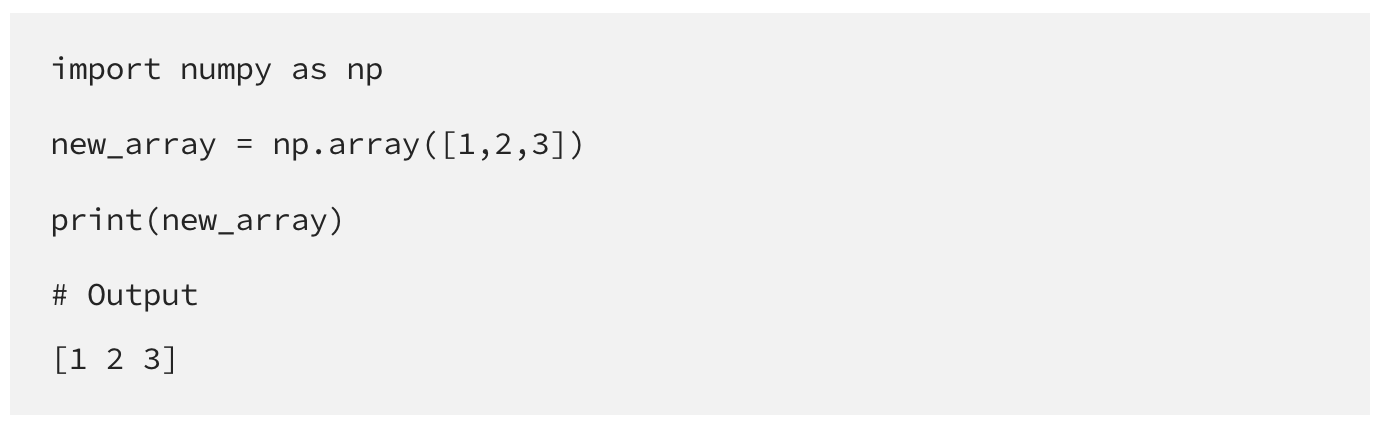 import numpy as np
new_array = np.array([1,2,3])
print(new_array)
# Output
[1 2 3]